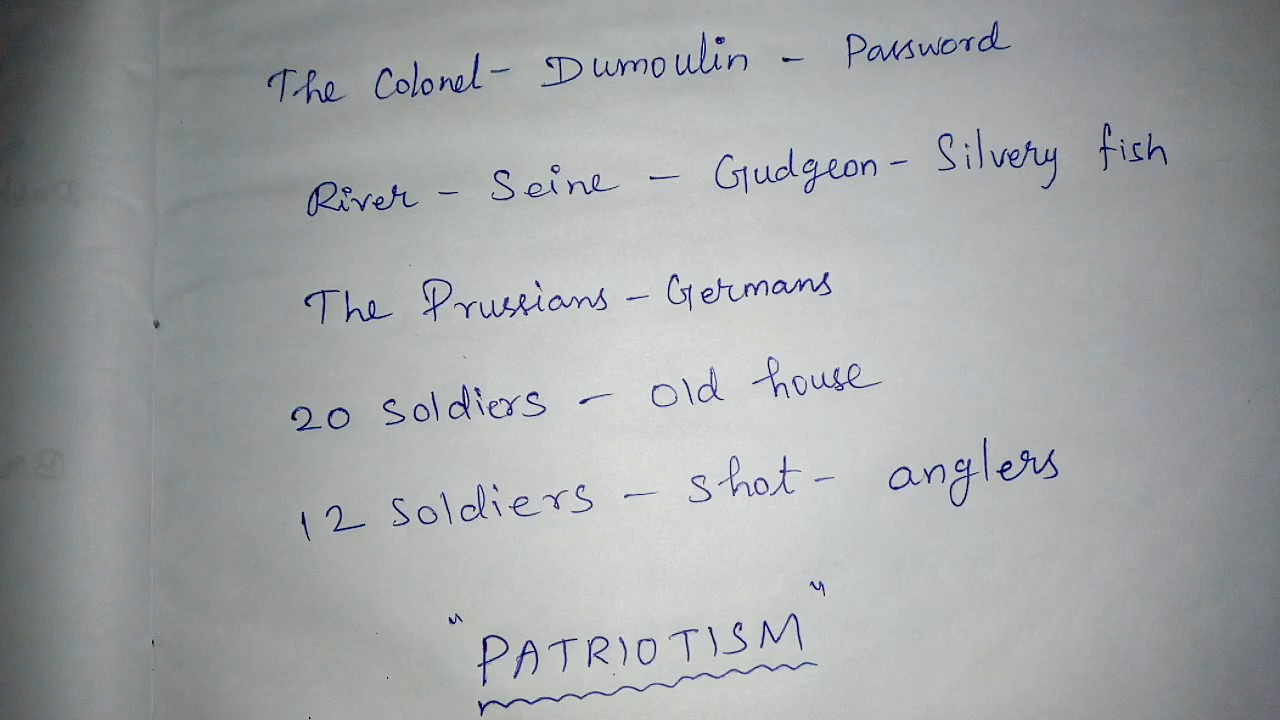 The Colonel - Dumoulin - Password
River - Seine - Gudgeon - Silvery fish
The Prussians - Germans
20 Soldiers - Old house
12 Soldiers - shot - anglers
"PATRIOTISM"